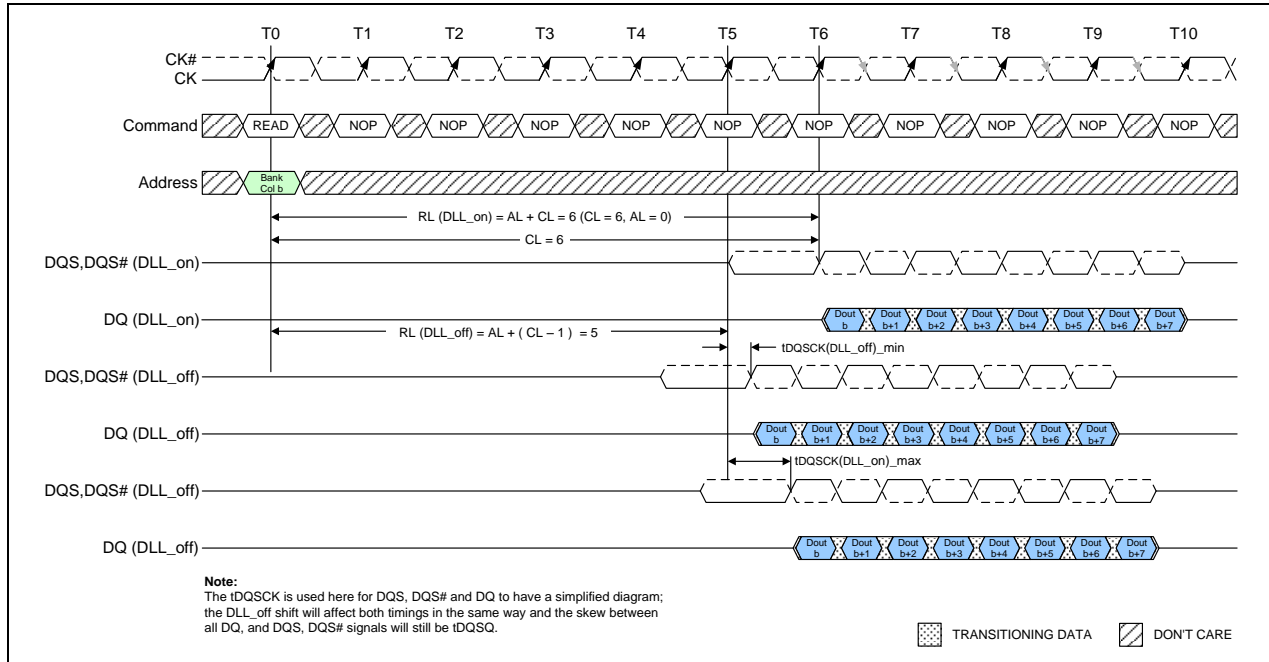 T0 T1 T2 T3 T4 T5 T6 T7 T8 T9 T10
CK#
CK
Command READ NOP NOP NOP NOP NOP NOP NOP NOP NOP NOP
Address Bank
Col b
RL (DLL_on) = AL + CL = 6 (CL = 6, AL = 0)
CL = 6
DQS,DQS# (DLL_on)
DQ (DLL_on) Dout b Dout b+1 Dout b+2 Dout b+3 Dout b+4 Dout b+5 Dout b+6 Dout b+7
RL (DLL_off) = AL + ( CL – 1 ) = 5
tDQSCK(DLL_off)_min
DQS,DQS# (DLL_off)
DQ (DLL_off) Dout b Dout b+1 Dout b+2 Dout b+3 Dout b+4 Dout b+5 Dout b+6 Dout b+7
tDQSCK(DLL_on)_max
DQS,DQS# (DLL_off)
DQ (DLL_off) Dout b Dout b+1 Dout b+2 Dout b+3 Dout b+4 Dout b+5 Dout b+6 Dout b+7
Note:
The tDQSCK is used here for DQS, DQS# and DQ to have a simplified diagram;
the DLL_off shift will affect both timings in the same way and the skew between
all DQ, and DQS, DQS# signals will still be tDQSQ.
TRANSITIONING DATA DON'T CARE